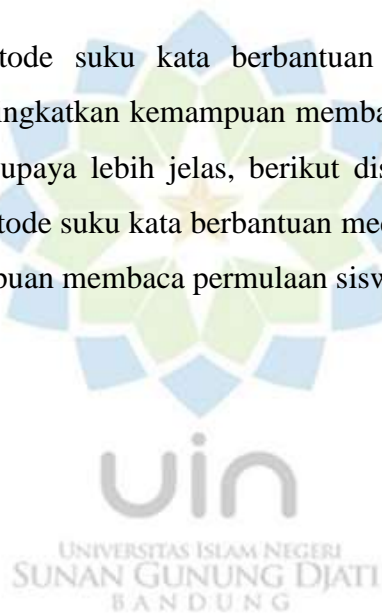 tode suku kata berbantuan
ingkatkan kemampuan memba
upaya lebih jelas, berikut dis
tode suku kata berbantuan me
puan membaca permulaan sisw
uin
UNIVERSITAS ISLAM NEGERI
SUNAN GUNUNG DJATI
BANDUNG